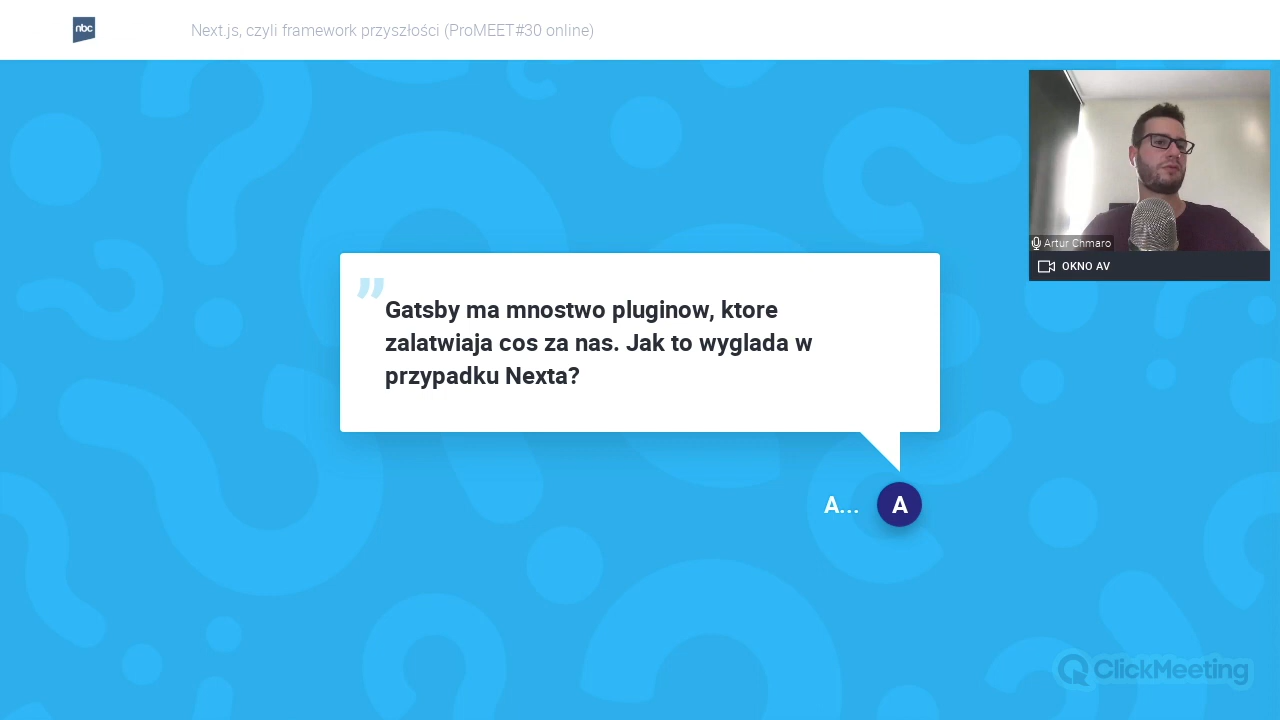 nbc
Next.js, czyli framework przyszłości (ProMEET#30 online)
Artur Chmaro
OKNO AV
”
Gatsby ma mnostwo pluginow, ktore
zalatwiaja cos za nas. Jak to wyglada w
przypadku Nexta?
A...
A
ClickMeeting